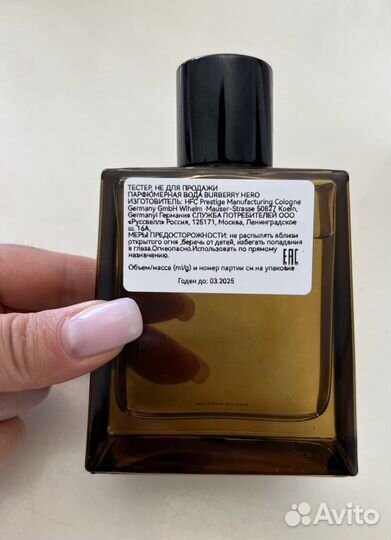 ТЕСТЕР, НЕ ДЛЯ ПРОДАЖИ
ПАРФЮМЕРНАЯ ВОДА BURBERRY HERO
ИЗГОТОВИТЕЛЬ: HFC Prestige Manufacturing Cologne
Germany GmbH Wilhelm -Mauser-Strasse 50827 Koeln,
Germanyl Германия СЛУЖБА ПОТРЕБИТЕЛЕЙ ООО
«Руссвелл» Россия, 125171, Москва, Ленинградское
ш. 16А,
МЕРЫ ПРЕДОСТОРОЖНОСТИ: не распылять вблизи
открытого огня ,беречь от детей, избегать попадания
в глаза.Огнеопасно.Использовать по прямому
назначению.
EAC
Объем/масса (ml/g) и номер партии см.на упаковке
Годен до: 03.2025
Avito